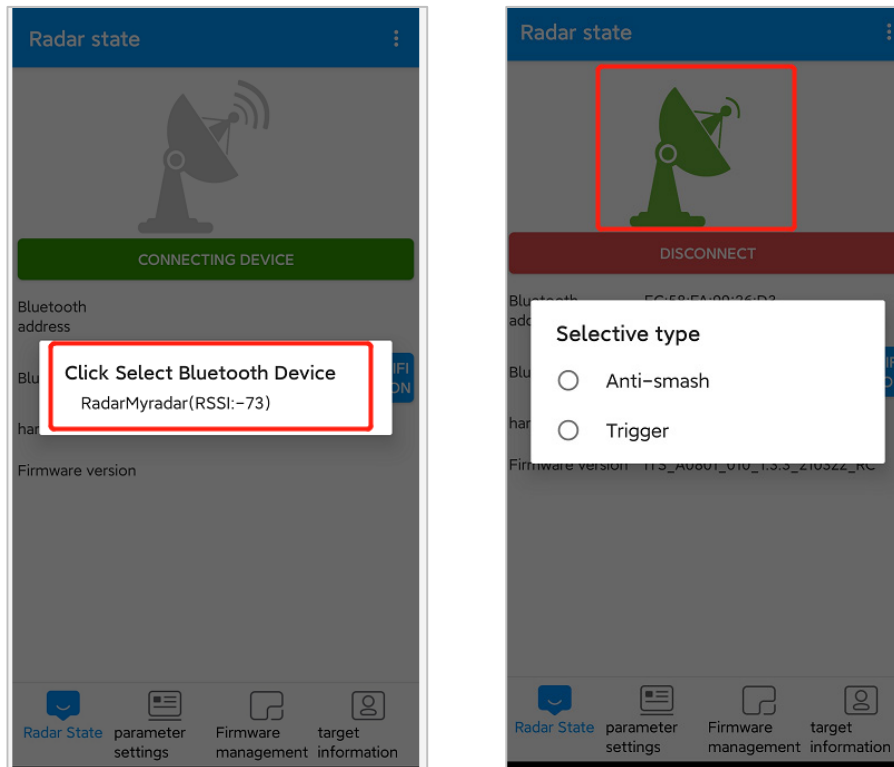 Radar state
CONNECTING DEVICE
Bluetooth
address
Click Select Bluetooth Device
RadarMyradar(RSSI:-73)
Firmware version
Radar State
parameter
settings
Firmware
management
target
information
Radar state
DISCONNECT
Selective type
Anti-smash
Trigger
Firmware version
Radar State
parameter
settings
Firmware
management
target
information